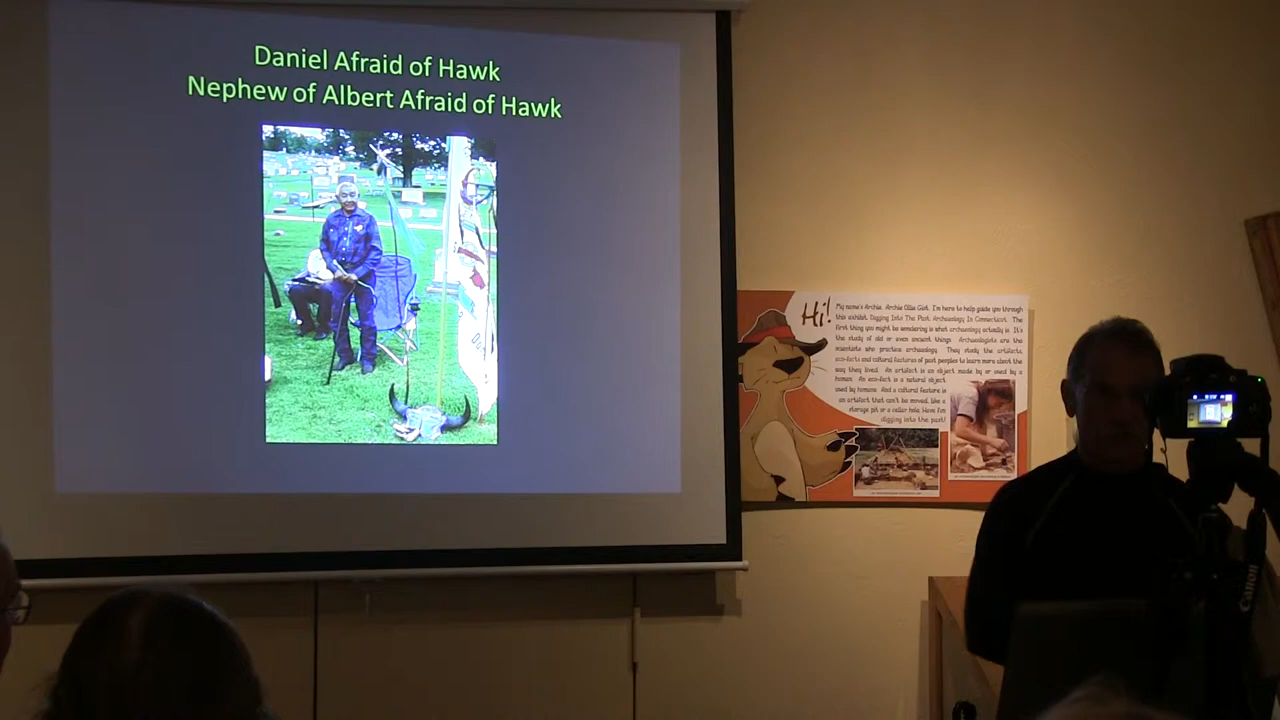 Daniel Afraid of Hawk
Nephew of Albert Afraid of Hawk
Hi!
My name's Archie. Archie Ollie Gist. I'm here to help guide you through
this exhibit. Digging Into The Past: Archaeology In Connecticut. The
first thing you might be wondering is what archaeology actually is. It's
the study of old or even ancient things. Archaeologists are the
scientists who practice archaeology. They study the artifacts,
eco-facts and cultural features of past peoples to learn more about the
way they lived. An artifact is an object made by or used by a
human. An eco-fact is a natural object
used by humans. And a cultural feature is
an artifact that can't be moved, like a
storage pit or a cellar hole. Have fun
digging into the past!
Canon